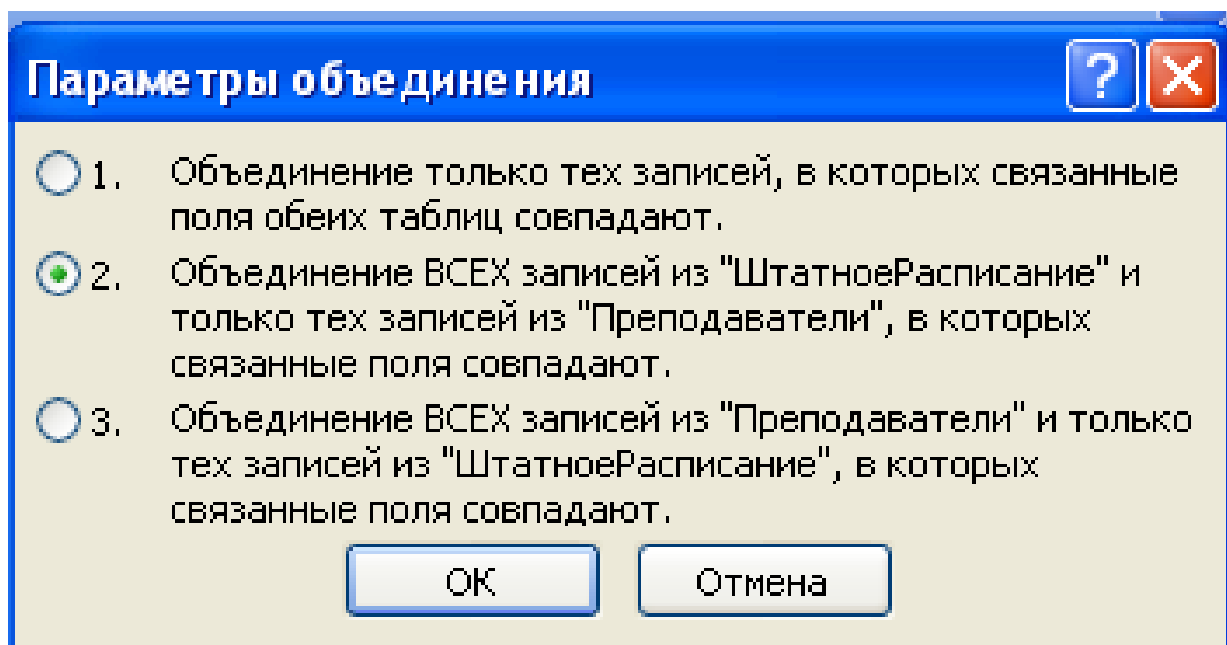 Параметры объединения
1. Объединение только тех записей, в которых связанные
поля обеих таблиц совпадают.
2. Объединение ВСЕХ записей из "ШтатноеРасписание" и
только тех записей из "Преподаватели", в которых
связанные поля совпадают.
3. Объединение ВСЕХ записей из "Преподаватели" и только
тех записей из "ШтатноеРасписание", в которых
связанные поля совпадают.
ОК Отмена